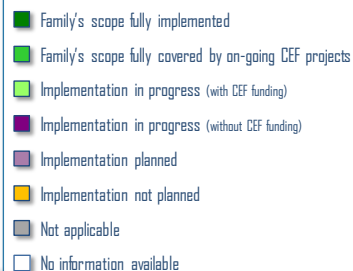 Family's scope fully implemented
Family's scope fully covered by on-going CEF projects
Implementation in progress (with CEF funding)
Implementation in progress (without CEF funding)
Implementation planned
Implementation not planned
Not applicable
No information available